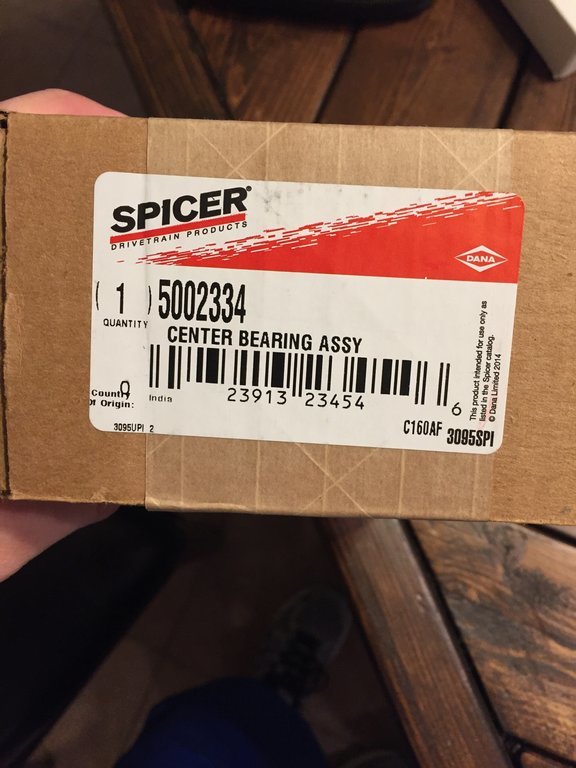 SPICER®
DRIVETRAIN PRODUCTS
DANA
( 1 ) 5002334
QUANTITY
CENTER BEARING ASSY
0 23913 23454 6
Country
Of Origin:
India
3095UPI 2
C160AF 3095SPI
This product intended for use only as
listed in the Spicer catalog.
© Dana Limited 2014